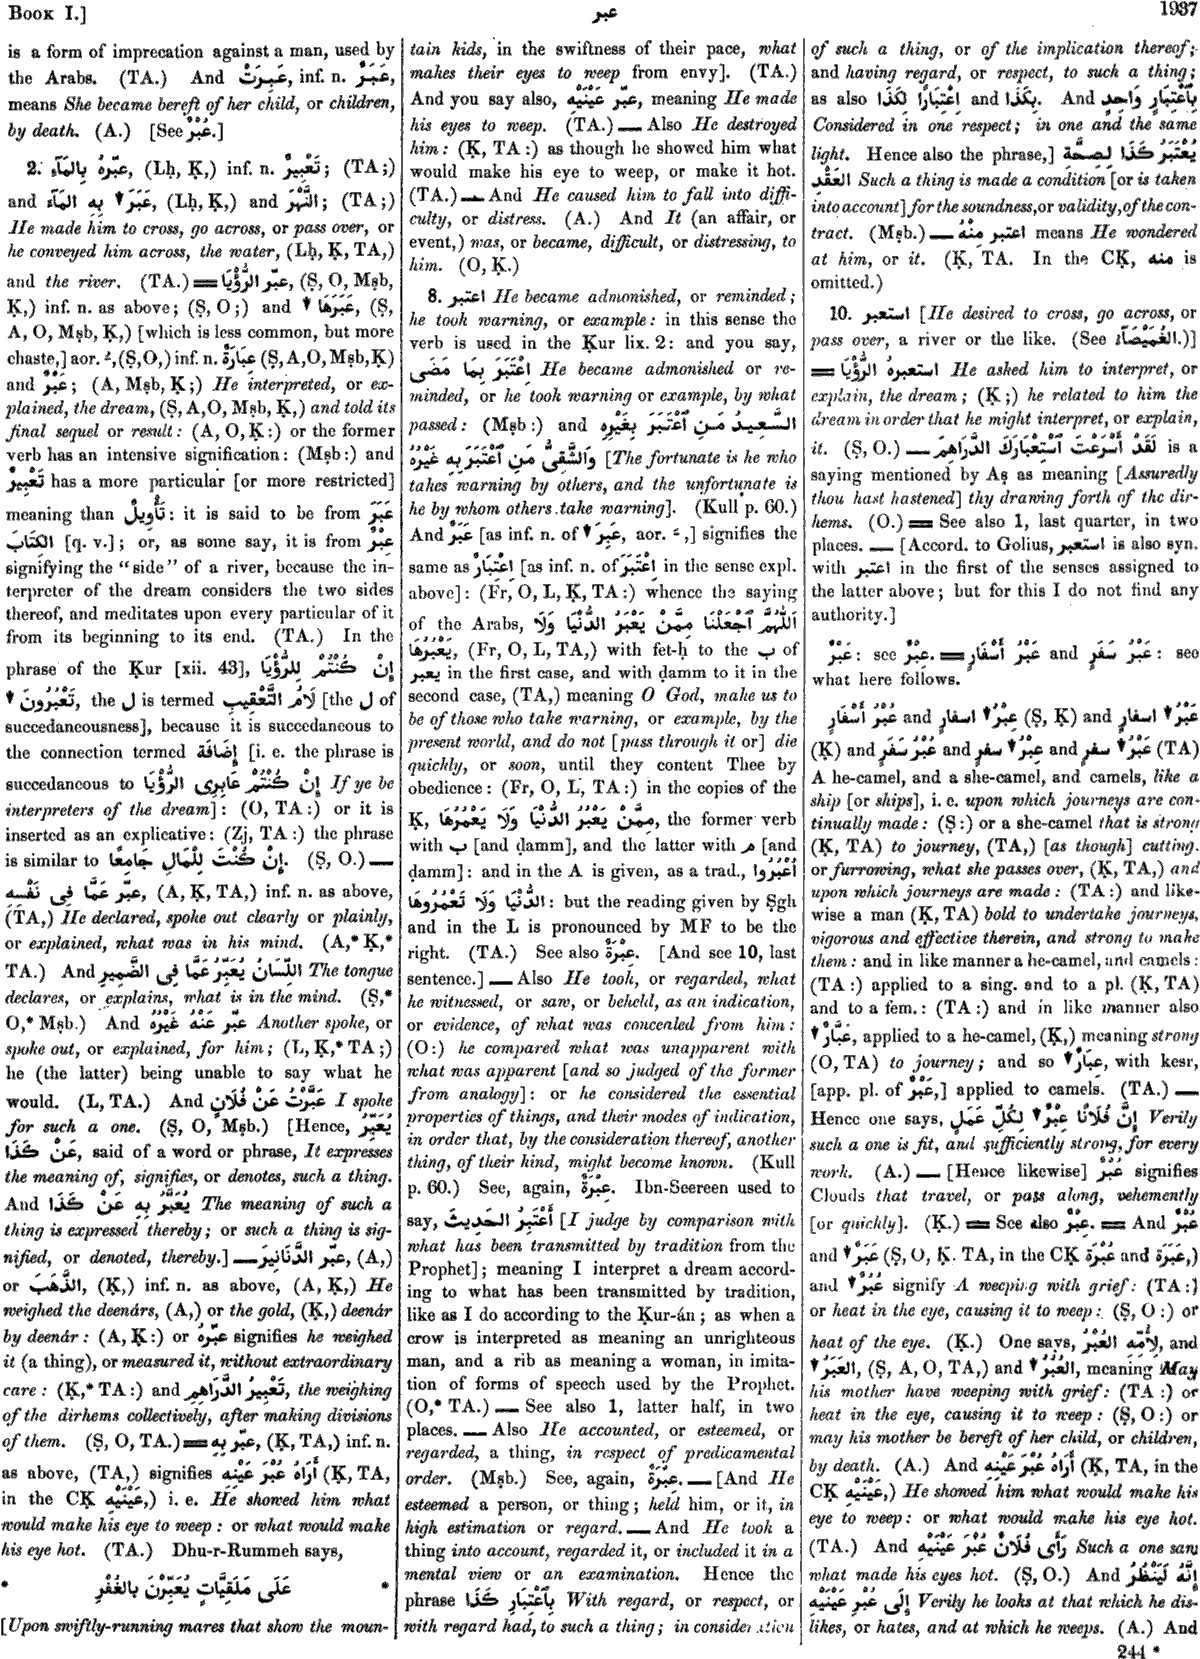 Book I.]
عبر
1937
is a form of imprecation against a man, used by
the Arabs. (TA.) And عَبِرَتْ, inf. n. عَبَرٌ,
means She became bereft of her child, or children,
by death. (A.) [See عُبْرٌ.]
2. عبّرهُ بِالمَآءِ, (Lḥ, Ḳ,) inf. n. تَعْبِيرٌ; (TA;)
and عَبَرَ ▼ بِهِ المَآءَ, (Lḥ, Ḳ,) and النَّهْرَ; (TA;)
He made him to cross, go across, or pass over, or
he conveyed him across, the water, (Lḥ, Ḳ, TA,)
and the river. (TA.) ═ عبّر الرُّؤْيَا, (Ṣ, O, Mṣb,
Ḳ,) inf. n. as above; (Ṣ, O;) and ▼ عَبَرَهَا, (Ṣ,
A, O, Mṣb, Ḳ,) [which is less common, but more
chaste,] aor. ـُ, (Ṣ,O,) inf. n. عِبَارَةٌ (Ṣ,A,O,Mṣb,Ḳ)
and عَبْرٌ; (A, Mṣb, Ḳ;) He interpreted, or ex-
plained, the dream, (Ṣ, A,O, Mṣb, Ḳ,) and told its
final sequel or result: (A, O, Ḳ:) or the former
verb has an intensive signification: (Mṣb:) and
تَعْبِيرٌ has a more particular [or more restricted]
meaning than تَأْوِيلٌ: it is said to be from عَبَرَ
الكِتَابَ [q. v.]; or, as some say, it is from عِبْرٌ
signifying the “side” of a river, because the in-
terpreter of the dream considers the two sides
thereof, and meditates upon every particular of it
from its beginning to its end. (TA.) In the
phrase of the Ḳur [xii. 43], إِنْ كُنْتُمْ لِلرُّؤْيَا
▼ تَعْبُرُونَ, the ل is termed لَامُ التَّعْقِيبِ [the ل of
succedaneousness], because it is succedaneous to
the connection termed إِضَافَة [i. e. the phrase is
succedaneous to إِنْ كُنْتُمْ عَابِرِى الرُّؤْيَا If ye be
interpreters of the dream]: (O, TA:) or it is
inserted as an explicative: (Zj, TA:) the phrase
is similar to إِنْ كُنْتَ لِلْمَالِ جَامِعًا. (Ṣ, O.) —
عبّر عَمَّا فِى نَفْسِهِ, (A, Ḳ, TA,) inf. n. as above,
(TA,) He declared, spoke out clearly or plainly,
or explained, what was in his mind. (A,* Ḳ,*
TA.) And اللِّسَانُ يُعَبِّرُ عَمَّا فِى الضَّمِيرِ The tongue
declares, or explains, what is in the mind. (Ṣ,*
O,* Mṣb.) And عبّر عَنْهُ غَيْرُهُ Another spoke, or
spoke out, or explained, for him; (L, Ḳ,* TA;)
he (the latter) being unable to say what he
would. (L, TA.) And عَبَّرْتُ عَنْ فُلَانٍ I spoke
for such a one. (Ṣ, O, Mṣb.) [Hence, يُعَبِّرُ
عَنْ كَذَا, said of a word or phrase, It expresses
the meaning of, signifies, or denotes, such a thing.
And يُعَبَّرُ بِهِ عَنْ كَذَا The meaning of such a
thing is expressed thereby; or such a thing is sig-
nified, or denoted, thereby.] — عبّر الدَّنَانِيرَ, (A,)
or الذَّهَبَ, (Ḳ,) inf. n. as above, (A, Ḳ,) He
weighed the deenárs, (A,) or the gold, (Ḳ,) deenár
by deenár: (A, Ḳ:) or عبّرهُ signifies he weighed
it (a thing), or measured it, without extraordinary
care: (Ḳ,* TA:) and تَعْبِيرُ الدَّرَاهِمِ, the weighing
of the dirhems collectively, after making divisions
of them. (Ṣ, O, TA.) ═ عبّر بِهِ, (Ḳ, TA,) inf. n.
as above, (TA,) signifies أَرَاهُ عُبْرَ عَيْنِهِ (Ḳ, TA,
in the CḲ عَيْنَيْهِ,) i. e. He showed him what
would make his eye to weep: or what would make
his eye hot. (TA.) Dhu-r-Rummeh says,
* عَلَى مَلَقِيَّاتٍ يُعَبِّرْنَ بِالغُفْرِ *
[Upon swiftly-running mares that show the moun-
tain kids, in the swiftness of their pace, what
makes their eyes to weep from envy]. (TA.)
And you say also, عبّر عَيْنَيْهِ, meaning He made
his eyes to weep. (TA.) — Also He destroyed
him: (Ḳ, TA:) as though he showed him what
would make his eye to weep, or make it hot.
(TA.) — And He caused him to fall into diffi-
culty, or distress. (A.) And It (an affair, or
event,) was, or became, difficult, or distressing, to
him. (O, Ḳ.)
8. اعتبر He became admonished, or reminded;
he took warning, or example: in this sense the
verb is used in the Ḳur lix. 2: and you say,
اِعْتَبَرَ بِمَا مَضَى He became admonished or re-
minded, or he took warning or example, by what
passed: (Mṣb:) and السَّعِيدُ مَنِ ٱعْتَبَرَ بِغَيْرِهِ
وَالشَّقِىُّ مَنِ ٱعْتَبَرَ بِهِ غَيْرُهُ [The fortunate is he who
takes warning by others, and the unfortunate is
he by whom others take warning]. (Kull p. 60.)
And عَبَرٌ [as inf. n. of ▼ عَبِرَ, aor. ـَ,] signifies the
same as اِعْتِبَارٌ [as inf. n. of اِعْتَبَرَ in the sense expl.
above]: (Fr, O, L, Ḳ, TA:) whence the saying
of the Arabs, اَللّٰهُمَّ ٱجْعَلْنَا مِمَّنْ يَعْبَرُ الدُّنْيَا وَلَا
يَعْبُرُهَا, (Fr, O, L, TA,) with fet-ḥ to the ب of
يعبر in the first case, and with ḍamm to it in the
second case, (TA,) meaning O God, make us to
be of those who take warning, or example, by the
present world, and do not [pass through it or] die
quickly, or soon, until they content Thee by
obedience: (Fr, O, L, TA:) in the copies of the
Ḳ, مِمَّنْ يَعْبُرُ الدُّنْيَا وَلَا يَعْمُرُهَا, the former verb
with ب [and ḍamm], and the latter with م [and
ḍamm]: and in the A is given, as a trad., اُعْبُرُوا
الدُّنْيَا وَلَا تَعْمُرُوهَا: but the reading given by Ṣgh
and in the L is pronounced by MF to be the
right. (TA.) See also عِبْرَةٌ. [And see 10, last
sentence.] — Also He took, or regarded, what
he witnessed, or saw, or beheld, as an indication,
or evidence, of what was concealed from him:
(O:) he compared what was unapparent with
what was apparent [and so judged of the former
from analogy]: or he considered the essential
properties of things, and their modes of indication,
in order that, by the consideration thereof, another
thing, of their kind, might become known. (Kull
p. 60.) See, again, عِبْرَةٌ. Ibn-Seereen used to
say, أَعْتَبِرُ الحَدِيثَ [I judge by comparison with
what has been transmitted by tradition from the
Prophet]; meaning I interpret a dream accord-
ing to what has been transmitted by tradition,
like as I do according to the Ḳur-án; as when a
crow is interpreted as meaning an unrighteous
man, and a rib as meaning a woman, in imita-
tion of forms of speech used by the Prophet.
(O,* TA.) — See also 1, latter half, in two
places. — Also He accounted, or esteemed, or
regarded, a thing, in respect of predicamental
order. (Mṣb.) See, again, عِبْرَةٌ. — [And He
esteemed a person, or thing; held him, or it, in
high estimation or regard. — And He took a
thing into account, regarded it, or included it in a
mental view or an examination. Hence the
phrase بِٱعْتِبَارِ كَذَا With regard, or respect, or
with regard had, to such a thing; in consideration
of such a thing, or of the implication thereof;
and having regard, or respect, to such a thing;
as also اِعْتِبَارًا لِكَذَا and بِكَذَا. And بِٱعْتِبَارٍ وَاحِدٍ
Considered in one respect; in one and the same
light. Hence also the phrase,] يُعْتَبَرُ كَذَا لِصِحَّةِ
العَقْدِ Such a thing is made a condition [or is taken
into account] for the soundness, or validity, of the con-
tract. (Mṣb.) — اعتبر مِنْهُ means He wondered
at him, or it. (Ḳ, TA. In the CḲ, منه is
omitted.)
10. استعبر [He desired to cross, go across, or
pass over, a river or the like. (See الغُمَيْصَآءُ.)]
═ استعبرهُ الرُّؤْيَا He asked him to interpret, or
explain, the dream; (Ḳ;) he related to him the
dream in order that he might interpret, or explain,
it. (Ṣ, O.) — لَقَدْ أَسْرَعْتَ ٱسْتِعْبَارَكَ الدَّرَاهِمَ is a
saying mentioned by Aṣ as meaning [Assuredly
thou hast hastened] thy drawing forth of the dir-
hems. (O.) ═ See also 1, last quarter, in two
places. — [Accord. to Golius, استعبر is also syn.
with اعتبر in the first of the senses assigned to
the latter above; but for this I do not find any
authority.]
عَبْرٌ: see عِبْرٌ. ═ عَبْرُ أَسْفَارٍ and عَبْرُ سَفَرٍ: see
what here follows.
عُبْرُ أَسْفَارٍ and ▼ عِبْرُ اسفار (Ṣ, Ḳ) and ▼ عَبْرُ اسفار
(Ḳ) and عُبْرُ سَفَرٍ and ▼ عِبْرُ سفر and ▼ عَبْرُ سفر (TA)
A he-camel, and a she-camel, and camels, like a
ship [or ships], i. e. upon which journeys are con-
tinually made: (Ṣ:) or a she-camel that is strong
(Ḳ, TA) to journey, (TA,) [as though] cutting,
or furrowing, what she passes over, (Ḳ, TA,) and
upon which journeys are made: (TA:) and like-
wise a man (Ḳ, TA) bold to undertake journeys,
vigorous and effective therein, and strong to make
them: and in like manner a he-camel, and camels:
(TA:) applied to a sing. and to a pl. (Ḳ, TA)
and to a fem.: (TA:) and in like manner also
▼ عَبَّارٌ, applied to a he-camel, (Ḳ,) meaning strong
(O, TA) to journey; and so ▼ عِبَارٌ, with kesr,
[app. pl. of عَبْرٌ,] applied to camels. (TA.) —
Hence one says, إِنَّ فُلَانًا عِبْرٌ ▼ لِكُلِّ عَمَلٍ Verily
such a one is fit, and sufficiently strong, for every
work. (A.) — [Hence likewise] عُبْرٌ signifies
Clouds that travel, or pass along, vehemently
[or quickly]. (Ḳ.) ═ See also عِبْرٌ. ═ And عُبْرٌ
and ▼ عَبَرٌ (Ṣ, O, Ḳ, TA, in the CḲ عُبْرَة and عَبَرَة,)
and ▼ عُبُرٌ signify A weeping with grief: (TA:)
or heat in the eye, causing it to weep: (Ṣ, O:) or
heat of the eye. (Ḳ.) One says, لِأُمِّهِ العُبْرُ, and
▼ العَبَرُ, (Ṣ, A, O, TA,) and ▼ العُبُرُ, meaning May
his mother have weeping with grief: (TA:) or
heat in the eye, causing it to weep: (Ṣ, O:) or
may his mother be bereft of her child, or children,
by death. (A.) And أَرَاهُ عُبْرَ عَيْنِهِ (Ḳ, TA, in the
CḲ عَيْنَيْهِ,) He showed him what would make his
eye to weep: or what would make his eye hot.
(TA.) And رَأَى فُلَانٌ عُبْرَ عَيْنَيْهِ Such a one saw
what made his eyes hot. (Ṣ, O.) And إِنَّهُ لَيَنْظُرُ
إِلَى عُبْرِ عَيْنَيْهِ Verily he looks at that which he dis-
likes, or hates, and at which he weeps. (A.) And
244 *